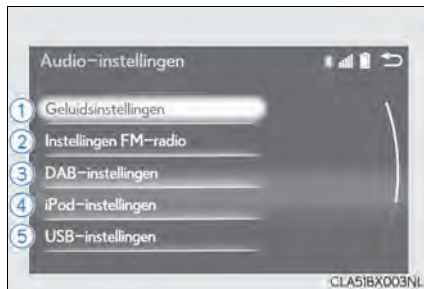 Audio-instellingen
1 Geluidsinstellingen
2 Instellingen FM-radio
3 DAB-instellingen
4 iPod-instellingen
5 USB-instellingen
CLA51BX003NL